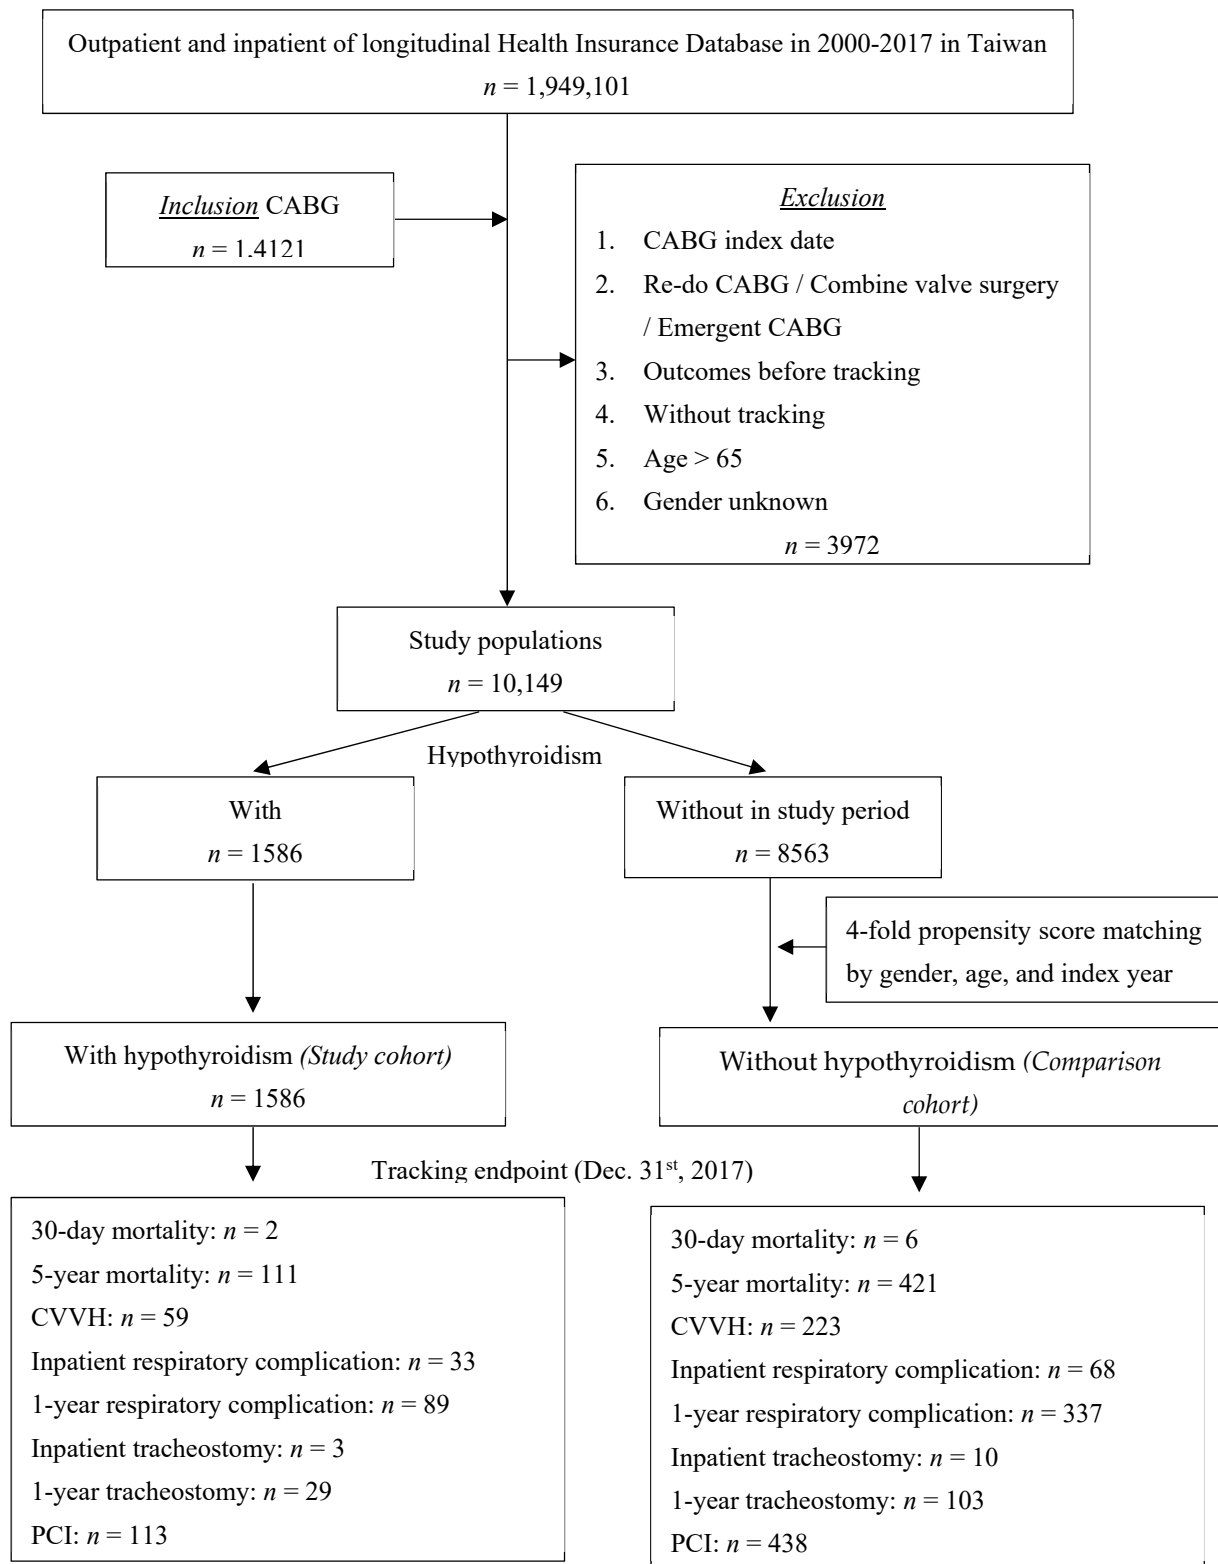 Outpatient and inpatient of longitudinal Health Insurance Database in 2000-2017 in Taiwan
n = 1,949,101
Inclusion CABG
n = 1.4121
Exclusion
1. CABG index date
2. Re-do CABG / Combine valve surgery
/ Emergent CABG
3. Outcomes before tracking
4. Without tracking
5. Age > 65
6. Gender unknown
n = 3972
Study populations
n = 10,149
Hypothyroidism
With
n = 1586
Without in study period
n = 8563
4-fold propensity score matching
by gender, age, and index year
With hypothyroidism (Study cohort)
n = 1586
Without hypothyroidism (Comparison
cohort)
Tracking endpoint (Dec. 31st, 2017)
30-day mortality: n = 2
5-year mortality: n = 111
CVVH: n = 59
Inpatient respiratory complication: n = 33
1-year respiratory complication: n = 89
Inpatient tracheostomy: n = 3
1-year tracheostomy: n = 29
PCI: n = 113
30-day mortality: n = 6
5-year mortality: n = 421
CVVH: n = 223
Inpatient respiratory complication: n = 68
1-year respiratory complication: n = 337
Inpatient tracheostomy: n = 10
1-year tracheostomy: n = 103
PCI: n = 438